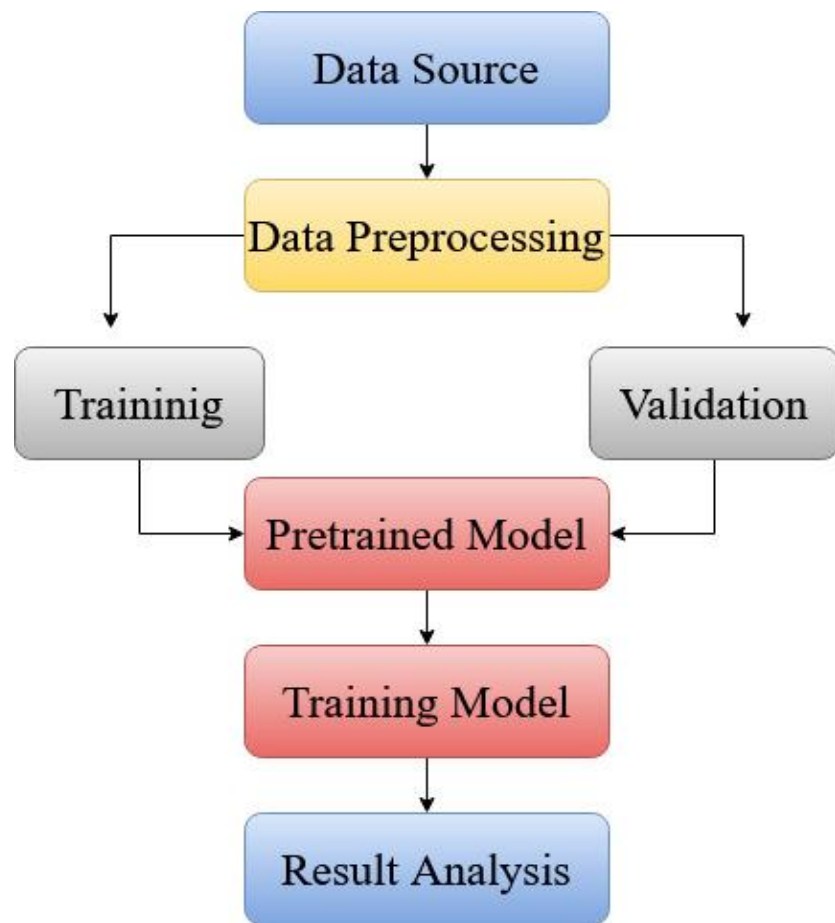 Data Source
Data Preprocessing
Traininig
Validation
Pretrained Model
Training Model
Result Analysis